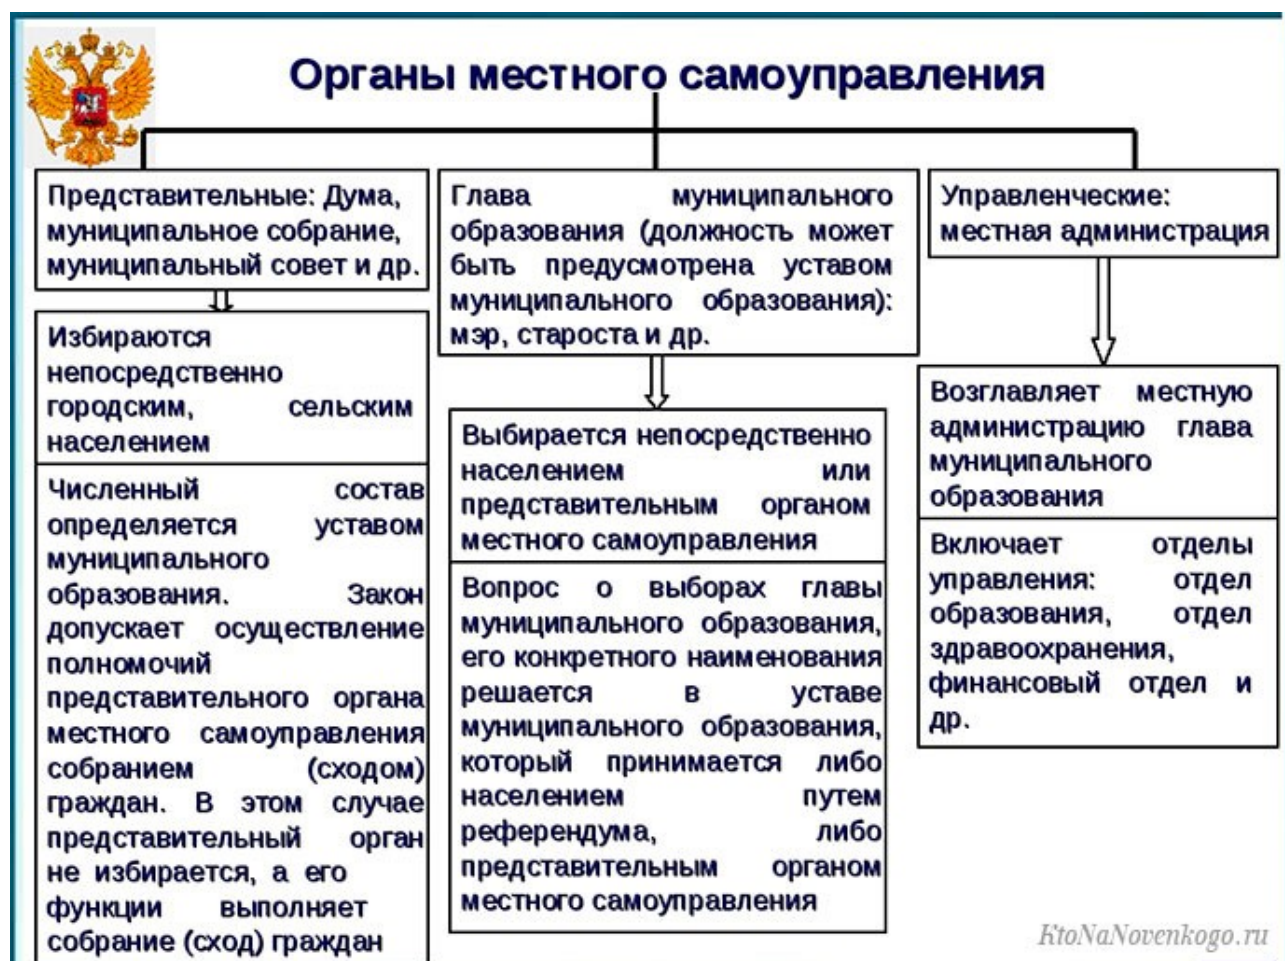 Органы местного самоуправления
Представительные: Дума,
муниципальное собрание,
муниципальный совет и др.
Избираются
непосредственно
городским, сельским
населением
Численный состав
определяется уставом
муниципального
образования. Закон
допускает осуществление
полномочий
представительного органа
местного самоуправления
собранием (сходом)
граждан. В этом случае
представительный орган
не избирается, а его
функции выполняет
собрание (сход) граждан
Глава муниципального
образования (должность может
быть предусмотрена уставом
муниципального образования):
мэр, староста и др.
Выбирается непосредственно
населением или
представительным органом
местного самоуправления
Вопрос о выборах главы
муниципального образования,
его конкретного наименования
решается в уставе
муниципального образования,
который принимается либо
населением путем
референдума, либо
представительным органом
местного самоуправления
Управленческие:
местная администрация
Возглавляет местную
администрацию глава
муниципального
образования
Включает отделы
управления: отдел
образования, отдел
здравоохранения,
финансовый отдел и
др.
KtoNaNovenkogo.ru